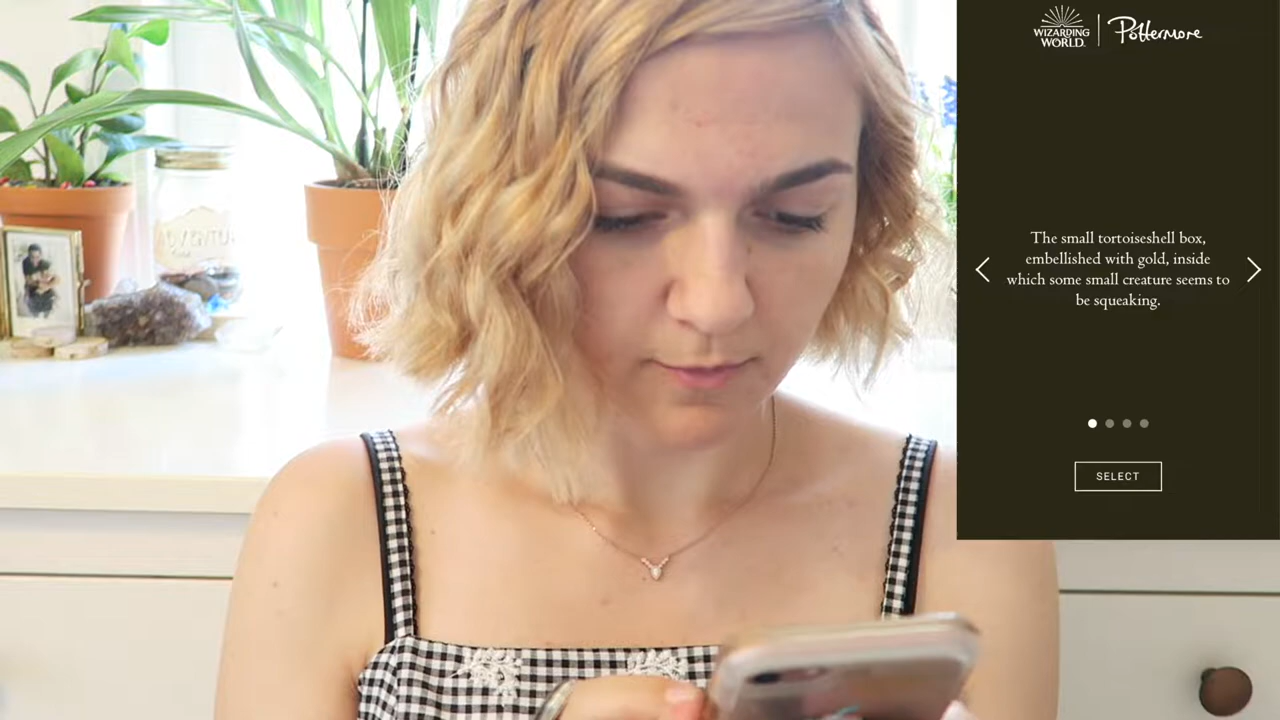 WIZARDING
WORLD
Pottermore
The small tortoiseshell box,
embellished with gold, inside
which some small creature seems to
be squeaking.
SELECT
ADVENTURE